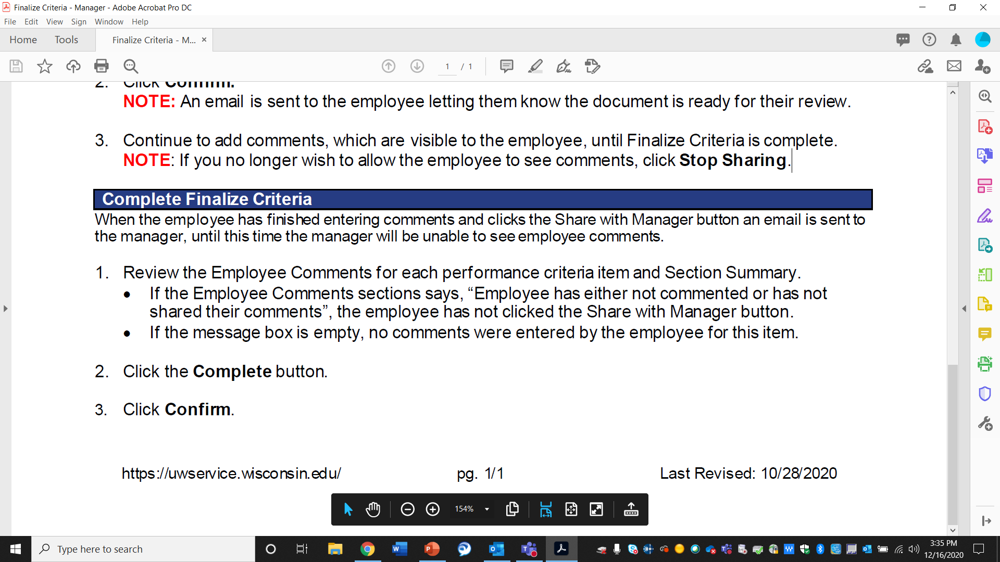 Finalize Criteria - Manager - Adobe Acrobat Pro DC
File Edit View Sign Window Help
Home Tools Finalize Criteria - M... ×
1 / 1
2. Click Confirm.
NOTE: An email is sent to the employee letting them know the document is ready for their review.
3. Continue to add comments, which are visible to the employee, until Finalize Criteria is complete.
NOTE: If you no longer wish to allow the employee to see comments, click Stop Sharing.
Complete Finalize Criteria
When the employee has finished entering comments and clicks the Share with Manager button an email is sent to
the manager, until this time the manager will be unable to see employee comments.
1. Review the Employee Comments for each performance criteria item and Section Summary.
• If the Employee Comments sections says, “Employee has either not commented or has not
shared their comments”, the employee has not clicked the Share with Manager button.
• If the message box is empty, no comments were entered by the employee for this item.
2. Click the Complete button.
3. Click Confirm.
https://uwservice.wisconsin.edu/ pg. 1/1 Last Revised: 10/28/2020
154%
Type here to search
3:35 PM
12/16/2020